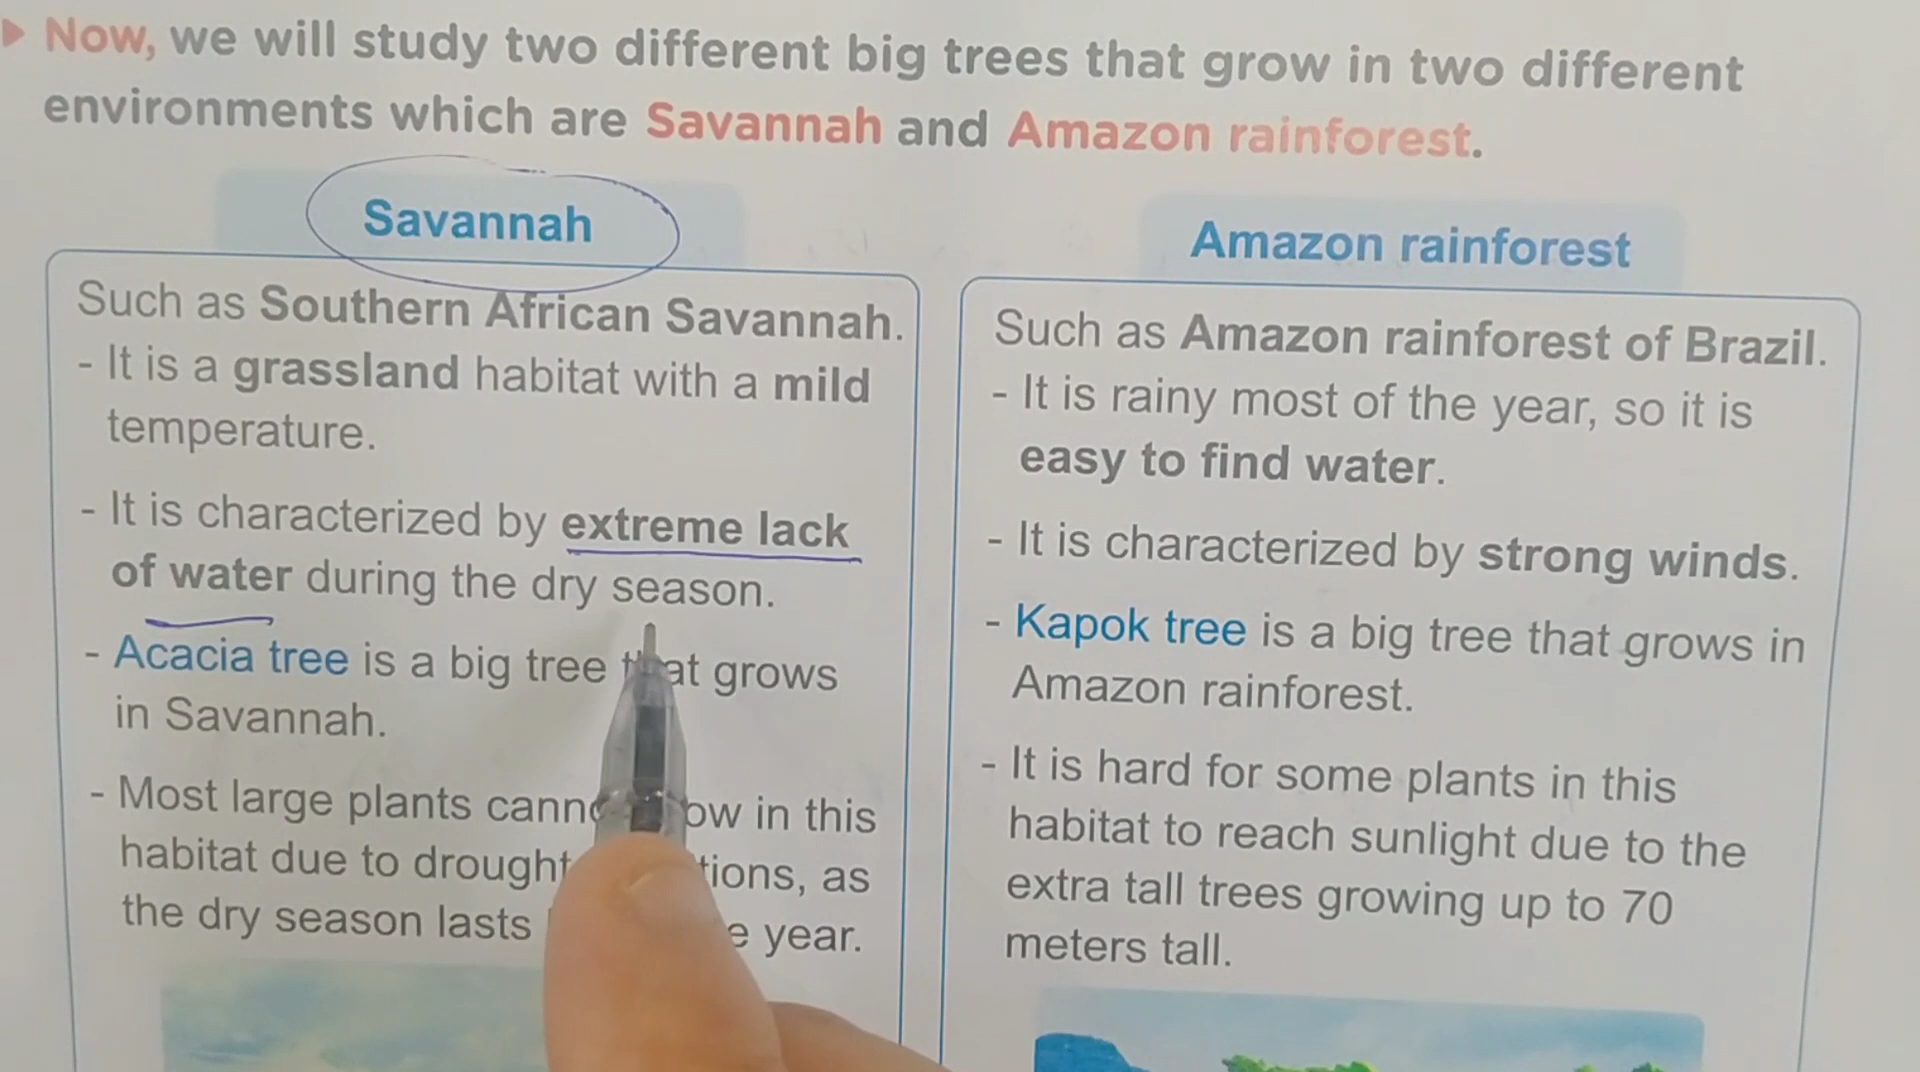 Now, we will study two different big trees that grow in two different
environments which are Savannah and Amazon rainforest.
Savannah
Such as Southern African Savannah.
- It is a grassland habitat with a mild
temperature.
- It is characterized by extreme lack
of water during the dry season.
- Acacia tree is a big tree that grows
in Savannah.
- Most large plants in this
habitat due to drought as
the dry season lasts year.
Amazon rainforest
Such as Amazon rainforest of Brazil.
- It is rainy most of the year, so it is
easy to find water.
- It is characterized by strong winds.
- Kapok tree is a big tree that grows in
Amazon rainforest.
- It is hard for some plants in this
habitat to reach sunlight due to the
extra tall trees growing up to 70
meters tall.